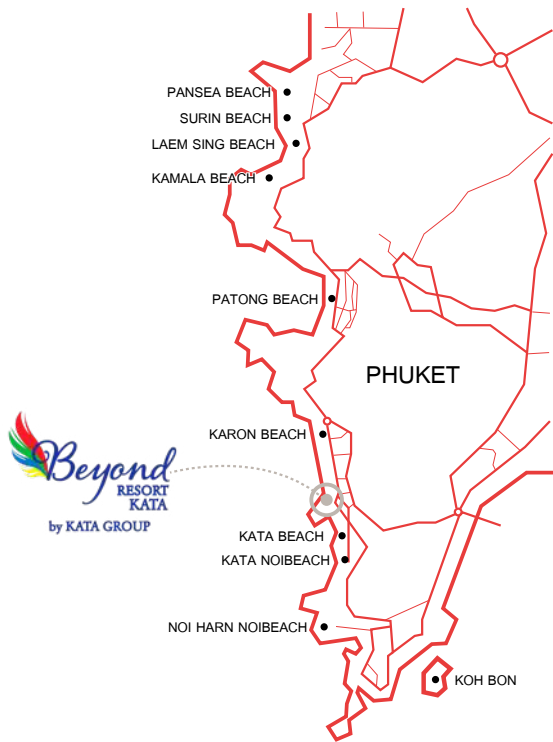 PANSEA BEACH
SURIN BEACH
LAEM SING BEACH
KAMALA BEACH
PATONG BEACH
PHUKET
KARON BEACH
Beyond
RESORT
KATA
by KATA GROUP
KATA BEACH
KATA NOIBEACH
NOI HARN NOIBEACH
KOH BON